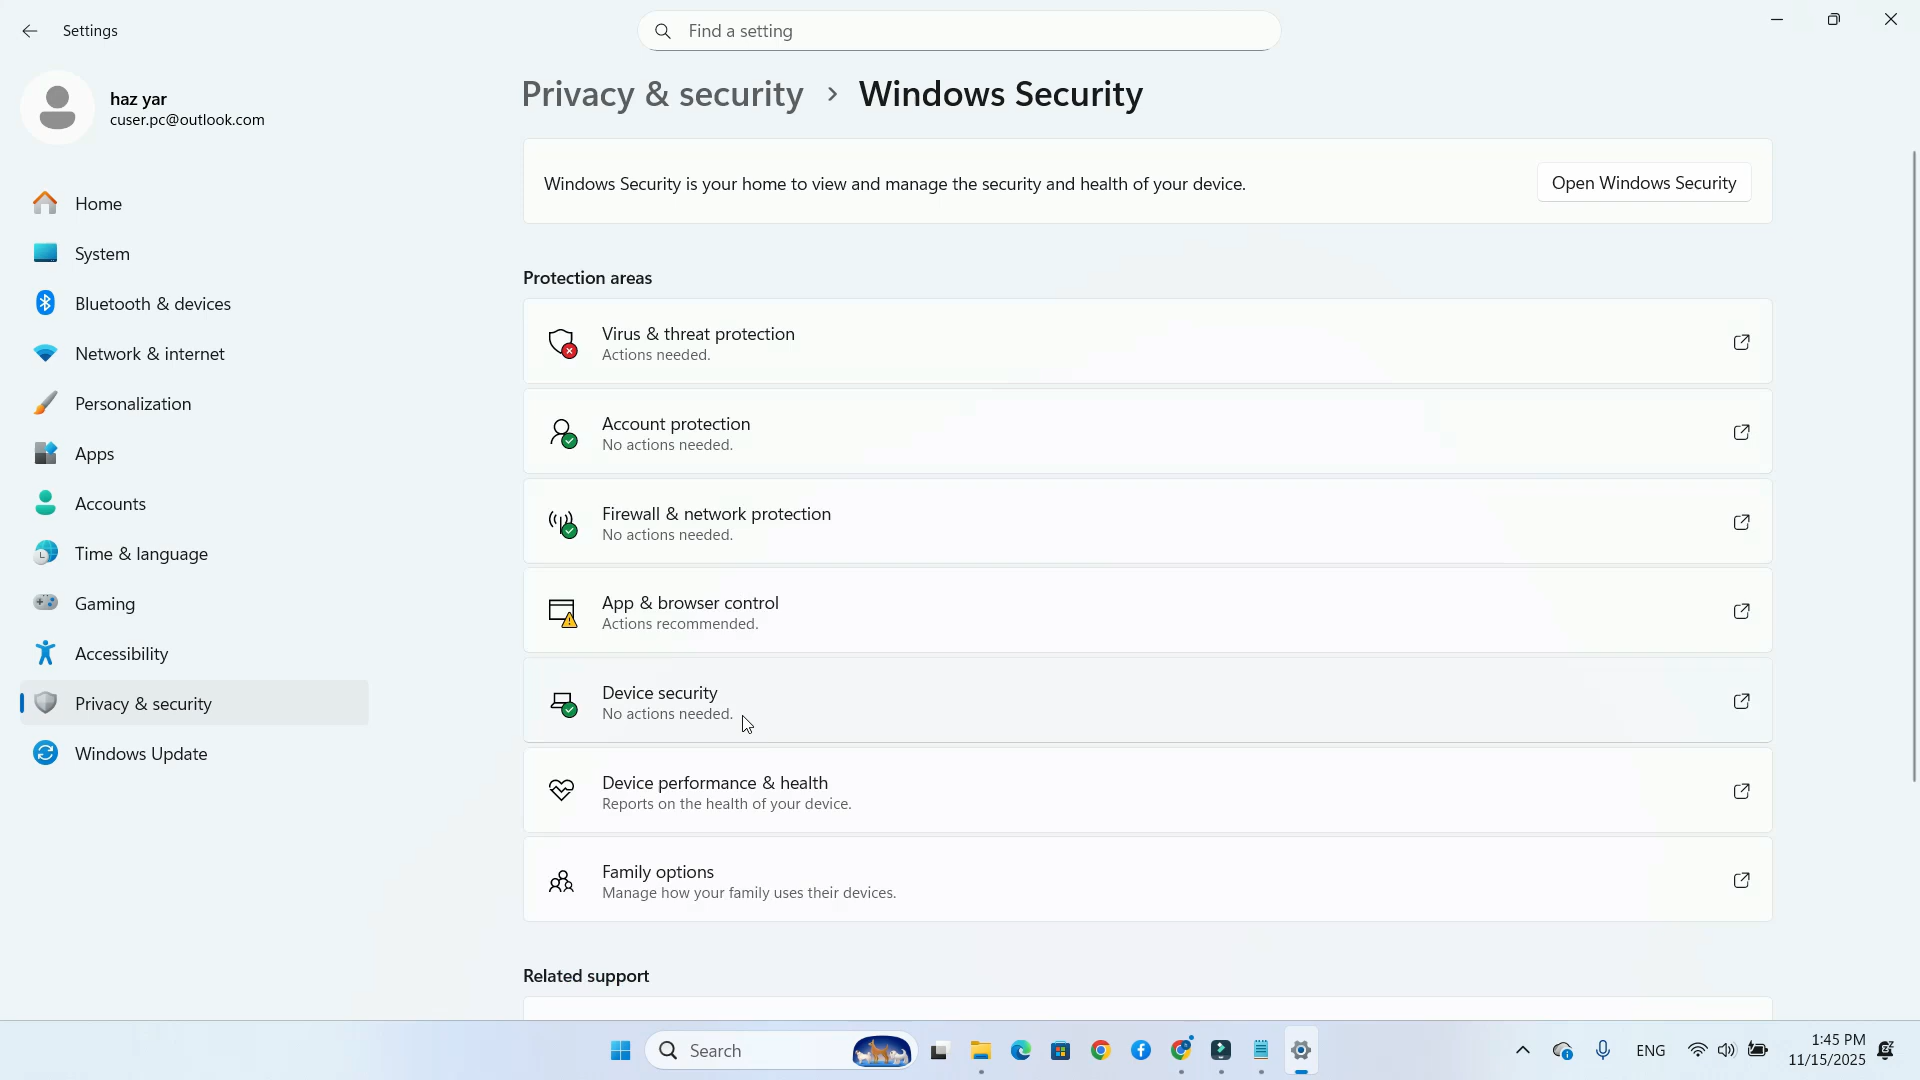 Settings
Find a setting
haz yar
cuser.pc@outlook.com
Home
System
Bluetooth & devices
Network & internet
Personalization
Apps
Accounts
Time & language
Gaming
Accessibility
Privacy & security
Windows Update
Privacy & security > Windows Security
Windows Security is your home to view and manage the security and health of your device.
Open Windows Security
Protection areas
Virus & threat protection
Actions needed.
Account protection
No actions needed.
Firewall & network protection
No actions needed.
App & browser control
Actions recommended.
Device security
No actions needed.
Device performance & health
Reports on the health of your device.
Family options
Manage how your family uses their devices.
Related support
Search
ENG
1:45 PM
11/15/2025